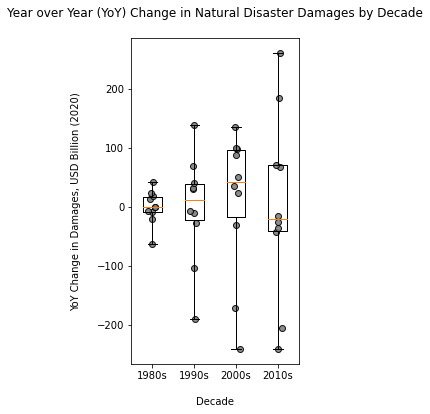 Year over Year (YoY) Change in Natural Disaster Damages by Decade
YoY Change in Damages, USD Billion (2020)
200
100
0
−100
−200
1980s 1990s 2000s 2010s
Decade